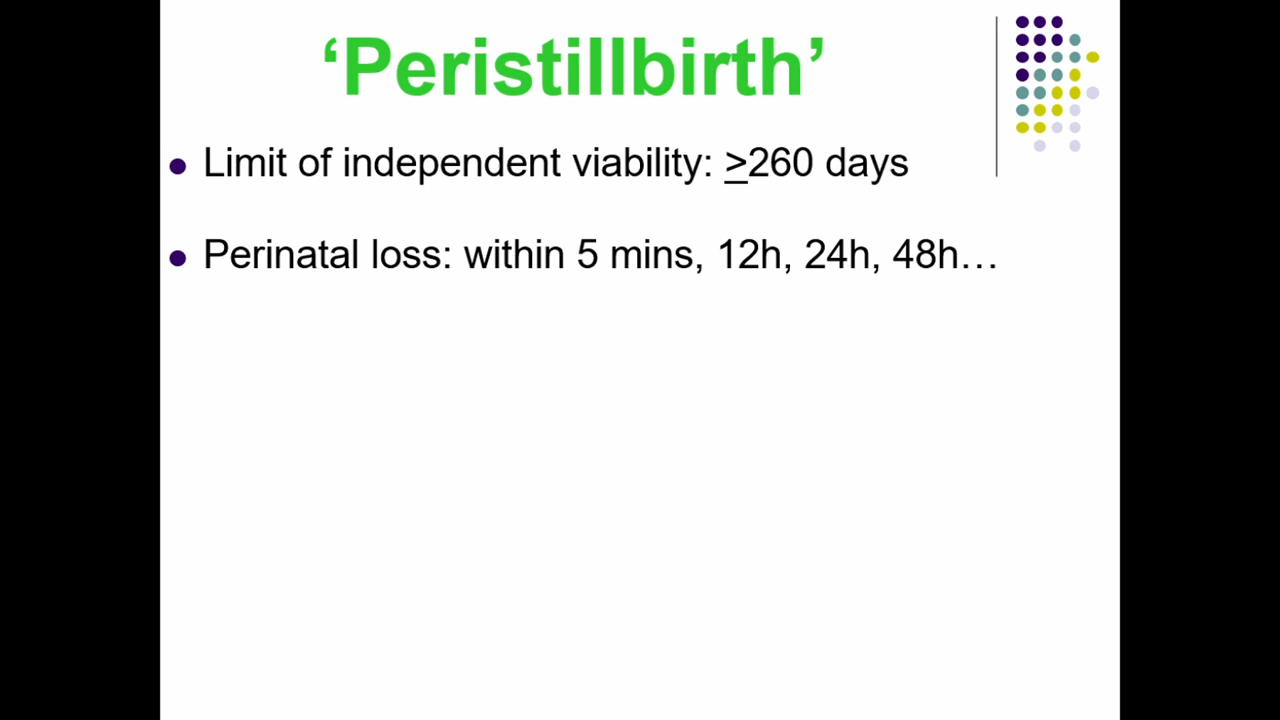 ‘Peristillbirth’
Limit of independent viability: ≥260 days
Perinatal loss: within 5 mins, 12h, 24h, 48h…